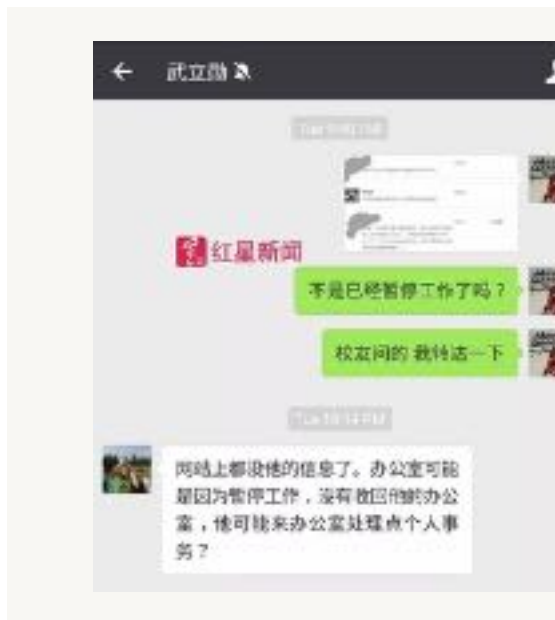 武立勋
红星新闻
不是已经暂停工作了吗？
校友问的 我转达一下
网站上都没他的信息了。办公室可能
是因为暂停工作，没有收回他的办公
室，他可能来办公室处理点个人事
务？